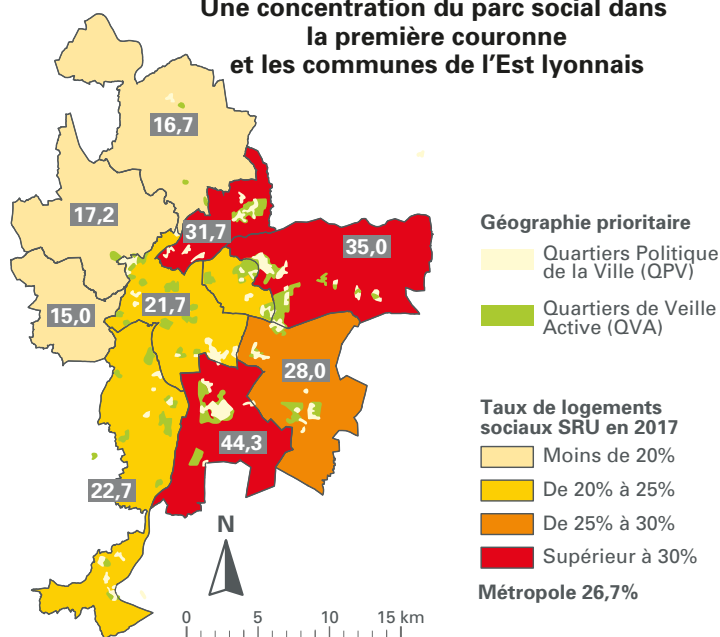 Une concentration du parc social dans
la première couronne
et les communes de l'Est lyonnais
16,7
17,2
31,7
35,0
15,0
21,7
28,0
44,3
22,7
N
0 5 10 15 km
Géographie prioritaire
Quartiers Politique
de la Ville (QPV)
Quartiers de Veille
Active (QVA)
Taux de logements
sociaux SRU en 2017
Moins de 20%
De 20% à 25%
De 25% à 30%
Supérieur à 30%
Métropole 26,7%